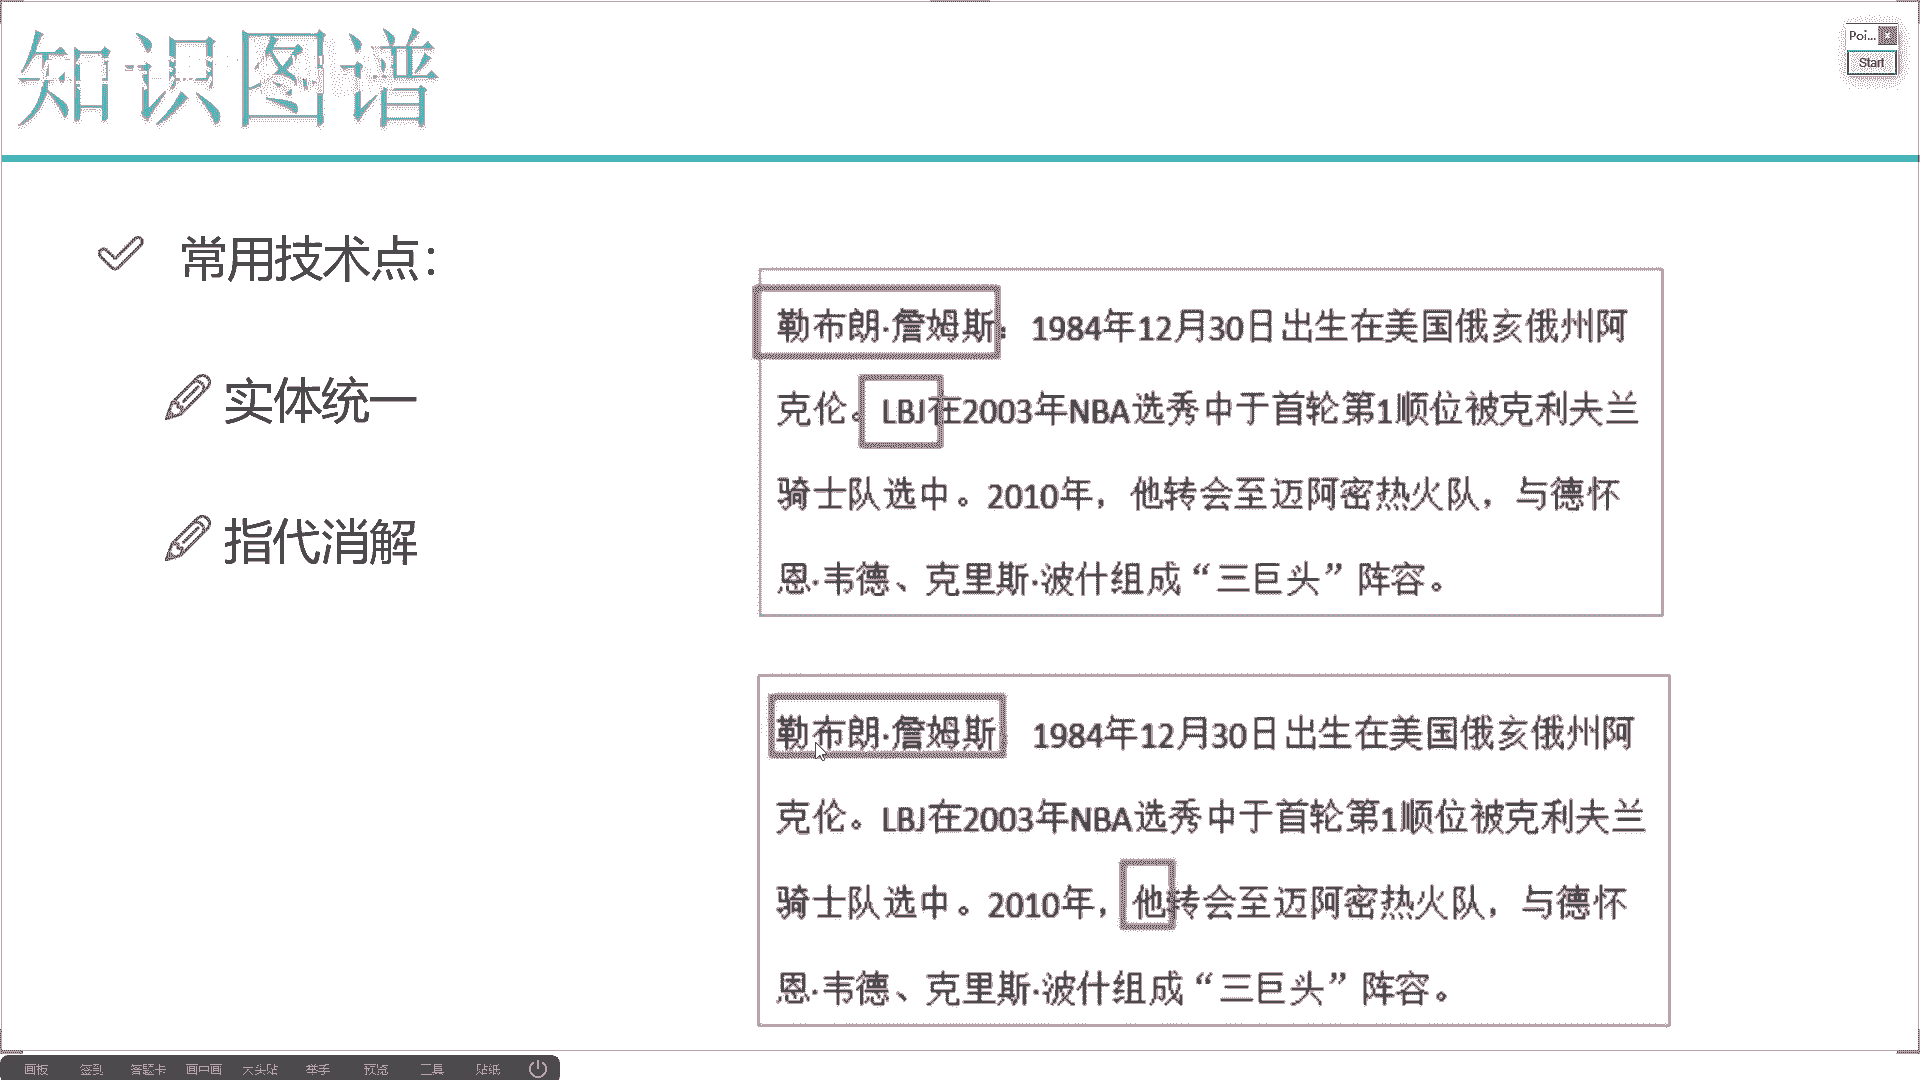 知识图谱
Poi...
Start
常用技术点：
实体统一
指代消解
勒布朗·詹姆斯：1984年12月30日出生在美国俄亥俄州阿
克伦。LBJ在2003年NBA选秀中于首轮第1顺位被克利夫兰
骑士队选中。2010年，他转会至迈阿密热火队，与德怀
恩·韦德、克里斯·波什组成“三巨头”阵容。
勒布朗·詹姆斯 1984年12月30日出生在美国俄亥俄州阿
克伦。LBJ在2003年NBA选秀中于首轮第1顺位被克利夫兰
骑士队选中。2010年，他转会至迈阿密热火队，与德怀
恩·韦德、克里斯·波什组成“三巨头”阵容。
画板 签到 答题卡 画中画 大头贴 举手 预览 工具 贴纸